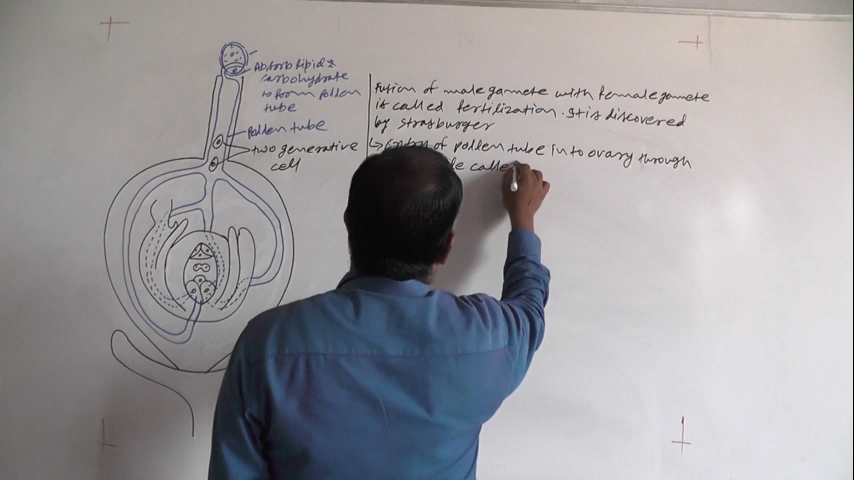 Absorb lipid &
carbohydrate
to form pollen
tube
Pollen tube
two generative
cell
Fusion of male gamete with female gamete
is called fertilization. It is discovered
by strasburger
↳ Entry of pollen tube in to ovary through
calle